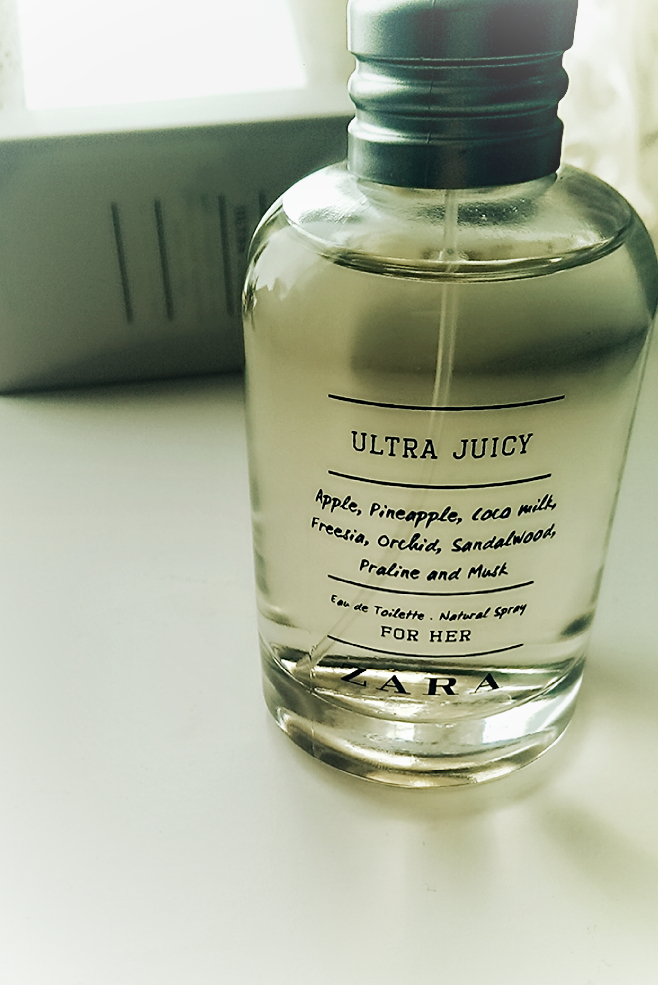 ULTRA JUICY
Apple, Pineapple, coco milk,
Freesia, Orchid, Sandalwood,
Praline and Musk
Eau de Toilette . Natural Spray
FOR HER
ZARA